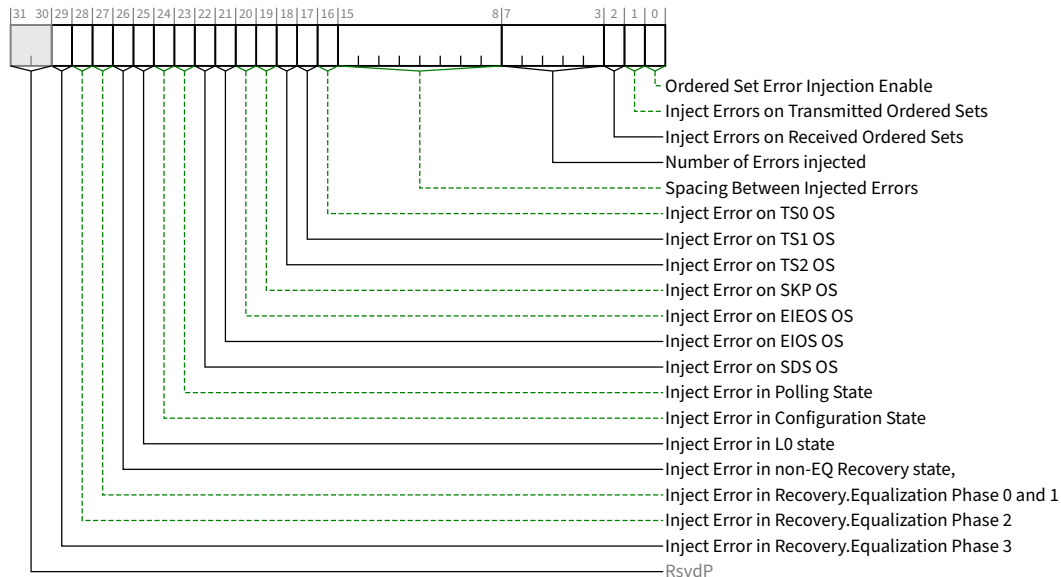 31 30 29 28 27 26 25 24 23 22 21 20 19 18 17 16 15 8 7 3 2 1 0
Ordered Set Error Injection Enable
Inject Errors on Transmitted Ordered Sets
Inject Errors on Received Ordered Sets
Number of Errors injected
Spacing Between Injected Errors
Inject Error on TS0 OS
Inject Error on TS1 OS
Inject Error on TS2 OS
Inject Error on SKP OS
Inject Error on EIEOS OS
Inject Error on EIOS OS
Inject Error on SDS OS
Inject Error in Polling State
Inject Error in Configuration State
Inject Error in L0 state
Inject Error in non-EQ Recovery state,
Inject Error in Recovery.Equalization Phase 0 and 1
Inject Error in Recovery.Equalization Phase 2
Inject Error in Recovery.Equalization Phase 3
RsvdP